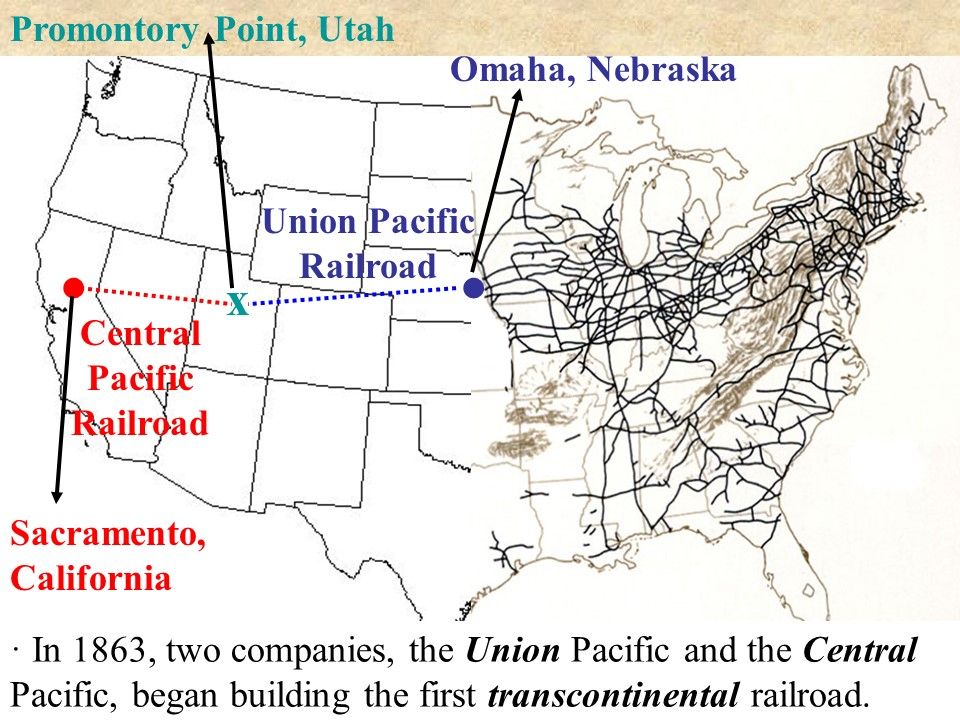 Promontory Point, Utah
Omaha, Nebraska
Union Pacific
Railroad
x
Central
Pacific
Railroad
Sacramento,
California
· In 1863, two companies, the Union Pacific and the Central
Pacific, began building the first transcontinental railroad.